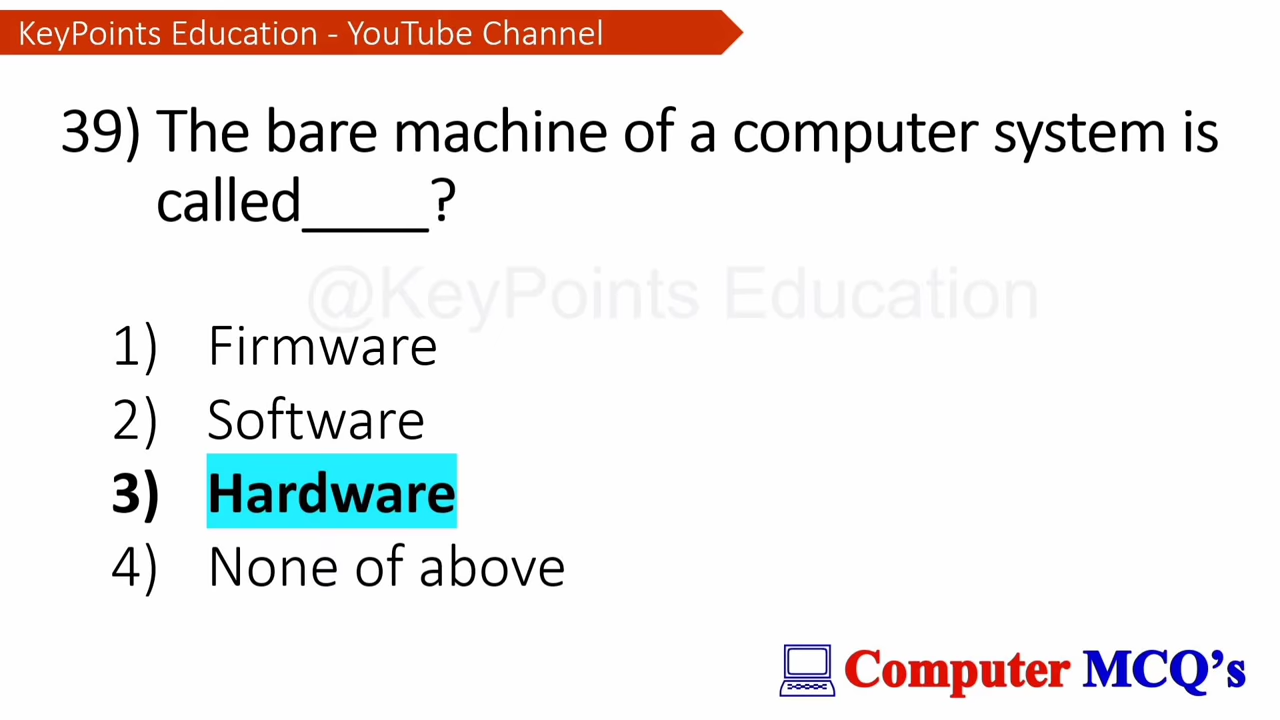 KeyPoints Education - YouTube Channel
39) The bare machine of a computer system is
called____?
@KeyPoints Education
1) Firmware
2) Software
3) Hardware
4) None of above
Computer MCQ's